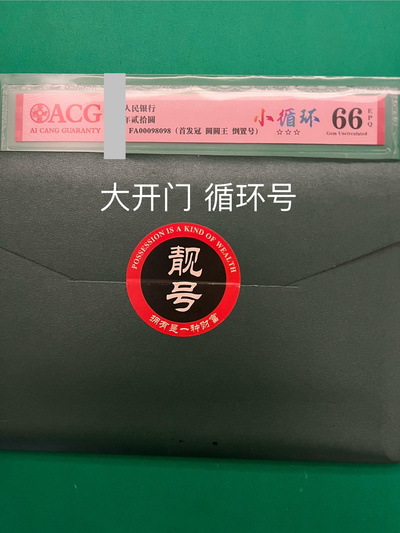 ACG
AI CANG GUARANTY
人民银行
年贰拾圆
FA00098098（首发冠 圆圆王 倒置号）
小循环
☆☆☆
66
EPQ
Gem Uncirculated
大开门 循环号
POSSESSION IS A KIND OF WEALTH
靓号
拥有是一种财富